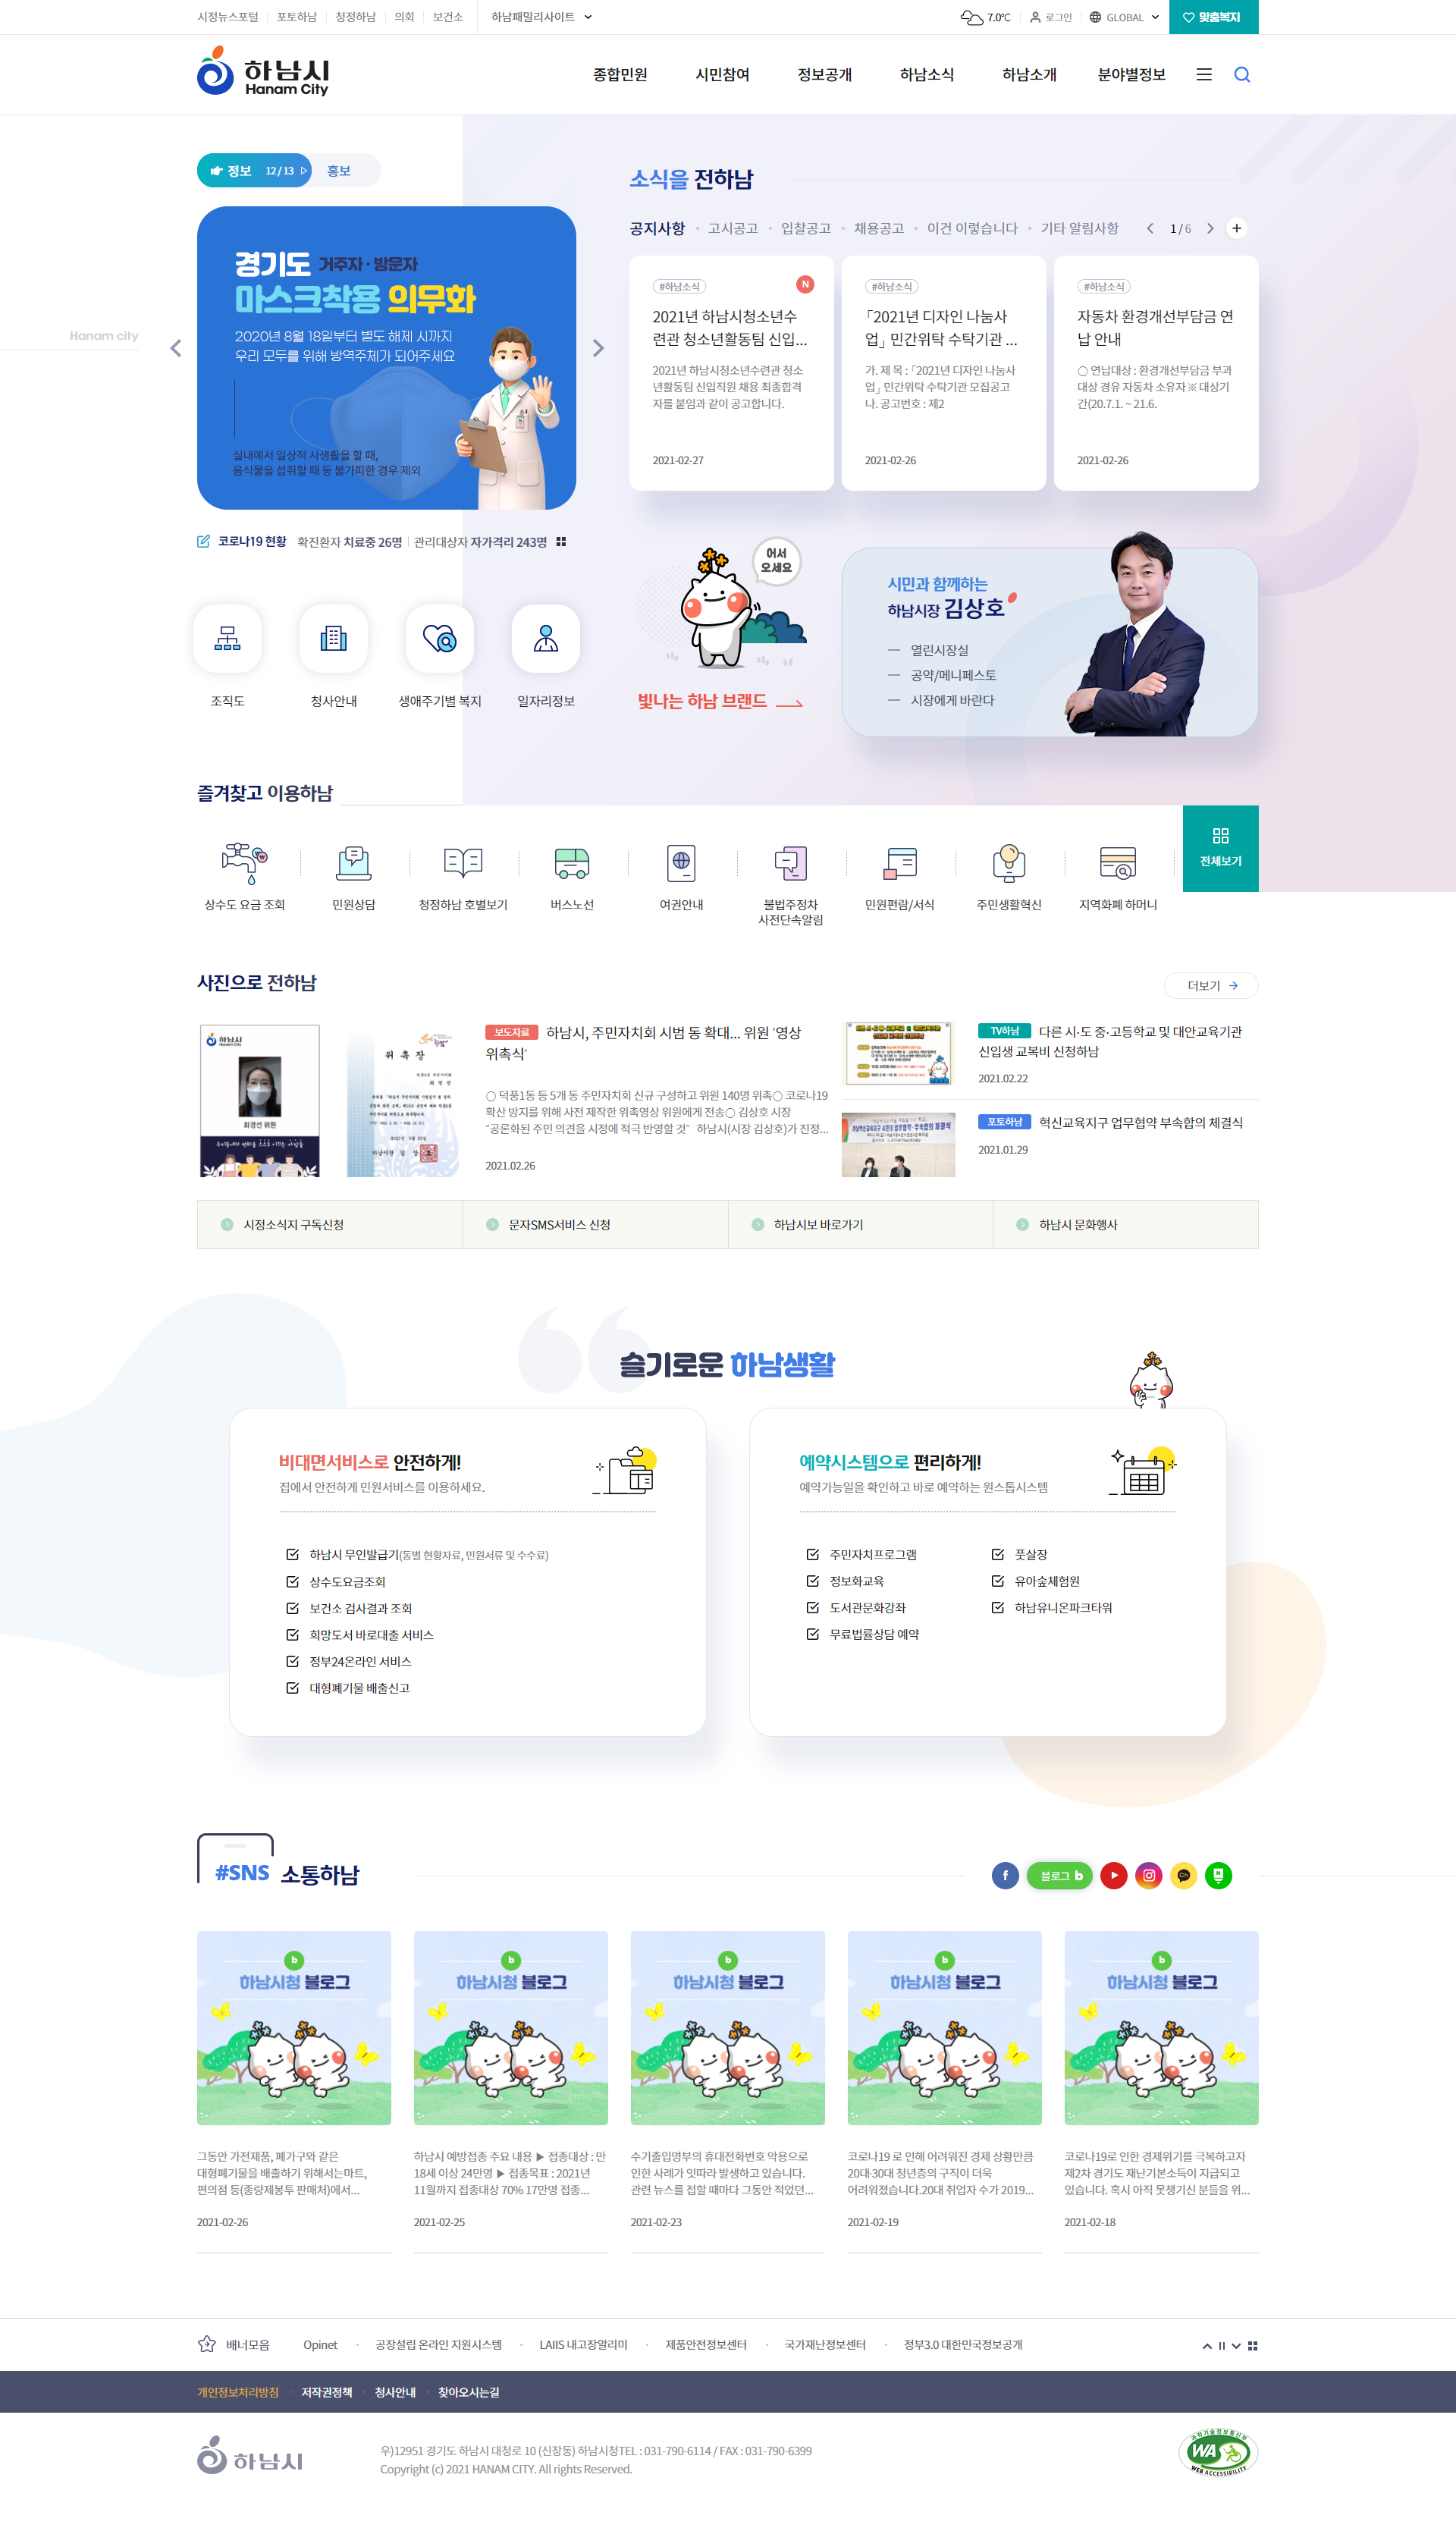 시정뉴스포털 포토하남 청정하남 의회 보건소 하남패밀리사이트 7.0℃ 로그인 GLOBAL 맞춤복지
하남시
Hanam City
종합민원 시민참여 정보공개 하남소식 하남소개 분야별정보
정보 12 / 13 홍보
경기도 거주자 · 방문자
마스크착용 의무화
2020년 8월 18일부터 별도 해제 시까지
우리 모두를 위해 방역주체가 되어주세요
실내에서 일상적 사생활을 할 때,
음식물을 섭취할 때 등 불가피한 경우 제외
Hanam city
소식을 전하남
공지사항 고시공고 입찰공고 채용공고 이건 이렇습니다 기타 알림사항 1 / 6
#하남소식 N
2021년 하남시청소년수
련관 청소년활동팀 신입...
2021년 하남시청소년수련관 청소
년활동팀 신입직원 채용 최종합격
자를 붙임과 같이 공고합니다.
2021-02-27
#하남소식
「2021년 디자인 나눔사
업」 민간위탁 수탁기관 ...
가. 제 목 : 「2021년 디자인 나눔사
업」 민간위탁 수탁기관 모집공고
나. 공고번호 : 제2
2021-02-26
#하남소식
자동차 환경개선부담금 연
납 안내
○ 연납대상 : 환경개선부담금 부과
대상 경유 자동차 소유자 ※ 대상기
간(20.7.1. ~ 21.6.
2021-02-26
코로나19 현황 확진환자 치료중 26명 관리대상자 자가격리 243명
조직도 청사안내 생애주기별 복지 일자리정보
어서
오세요
빛나는 하남 브랜드
시민과 함께하는
하남시장 김상호
열린시장실
공약/메니페스토
시장에게 바란다
즐겨찾고 이용하남
전체보기
상수도 요금 조회 민원상담 청정하남 호별보기 버스노선 여권안내 불법주정차 민원편람/서식 주민생활혁신 지역화폐 하머니
사전단속알림
사진으로 전하남
더보기
하남시
Hanam City
최경선 위원
위 촉 장
하남시장 김 상 호
보도자료 하남시, 주민자치회 시범 동 확대... 위원 ‘영상
위촉식’
○ 덕풍1동 등 5개 동 주민자치회 신규 구성하고 위원 140명 위촉○ 코로나19
확산 방지를 위해 사전 제작한 위촉영상 위원에게 전송○ 김상호 시장
“공론화된 주민 의견을 시정에 적극 반영할 것” 하남시(시장 김상호)가 진정...
2021.02.26
TV하남 다른 시·도 중·고등학교 및 대안교육기관
신입생 교복비 신청하남
2021.02.22
포토하남 혁신교육지구 업무협약 부속합의 체결식
2021.01.29
시정소식지 구독신청 문자SMS서비스 신청 하남시보 바로가기 하남시 문화행사
슬기로운 하남생활
비대면서비스로 안전하게!
집에서 안전하게 민원서비스를 이용하세요.
하남시 무인발급기(동별 현황자료, 민원서류 및 수수료)
상수도요금조회
보건소 검사결과 조회
희망도서 바로대출 서비스
정부24온라인 서비스
대형폐기물 배출신고
예약시스템으로 편리하게!
예약가능일을 확인하고 바로 예약하는 원스톱시스템
주민자치프로그램 풋살장
정보화교육 유아숲체험원
도서관문화강좌 하남유니온파크타워
무료법률상담 예약
#SNS 소통하남
f 블로그 b
b
하남시청 블로그
그동안 가전제품, 폐가구와 같은
대형폐기물을 배출하기 위해서는마트,
편의점 등(종량제봉투 판매처)에서...
2021-02-26
b
하남시청 블로그
하남시 예방접종 주요 내용 ▶ 접종대상 : 만
18세 이상 24만명 ▶ 접종목표 : 2021년
11월까지 접종대상 70% 17만명 접종...
2021-02-25
b
하남시청 블로그
수기출입명부의 휴대전화번호 악용으로
인한 사례가 잇따라 발생하고 있습니다.
관련 뉴스를 접할 때마다 그동안 적었던...
2021-02-23
b
하남시청 블로그
코로나19 로 인해 어려워진 경제 상황만큼
20대·30대 청년층의 구직이 더욱
어려워졌습니다.20대 취업자 수가 2019...
2021-02-19
b
하남시청 블로그
코로나19로 인한 경제위기를 극복하고자
제2차 경기도 재난기본소득이 지급되고
있습니다. 혹시 아직 못챙기신 분들을 위...
2021-02-18
배너모음 Opinet 공장설립 온라인 지원시스템 LAIIS 내고장알리미 제품안전정보센터 국가재난정보센터 정부3.0 대한민국정보공개
개인정보처리방침 저작권정책 청사안내 찾아오시는길
하남시
우)12951 경기도 하남시 대청로 10 (신장동) 하남시청TEL : 031-790-6114 / FAX : 031-790-6399
Copyright (c) 2021 HANAM CITY. All rights Reserved.
과학기술정보통신부
WA
WEB ACCESSIBILITY